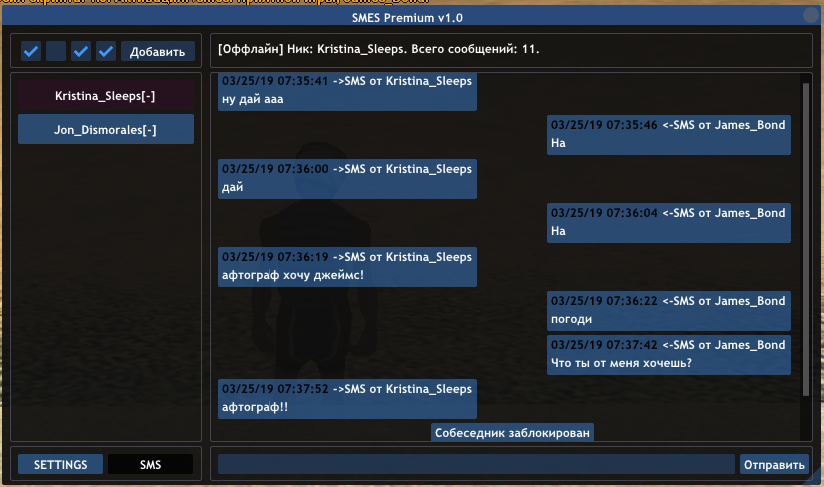 SMES Premium v1.0
Добавить
[Оффлайн] Ник: Kristina_Sleeps. Всего сообщений: 11.
Kristina_Sleeps[-]
Jon_Dismorales[-]
03/25/19 07:35:41 ->SMS от Kristina_Sleeps
ну дай ааа
03/25/19 07:35:46 <-SMS от James_Bond
На
03/25/19 07:36:00 ->SMS от Kristina_Sleeps
дай
03/25/19 07:36:04 <-SMS от James_Bond
На
03/25/19 07:36:19 ->SMS от Kristina_Sleeps
афтограф хочу джеймс!
03/25/19 07:36:22 <-SMS от James_Bond
погоди
03/25/19 07:37:42 <-SMS от James_Bond
Что ты от меня хочешь?
03/25/19 07:37:52 ->SMS от Kristina_Sleeps
афтограф!!
Собеседник заблокирован
SETTINGS
SMS
Отправить